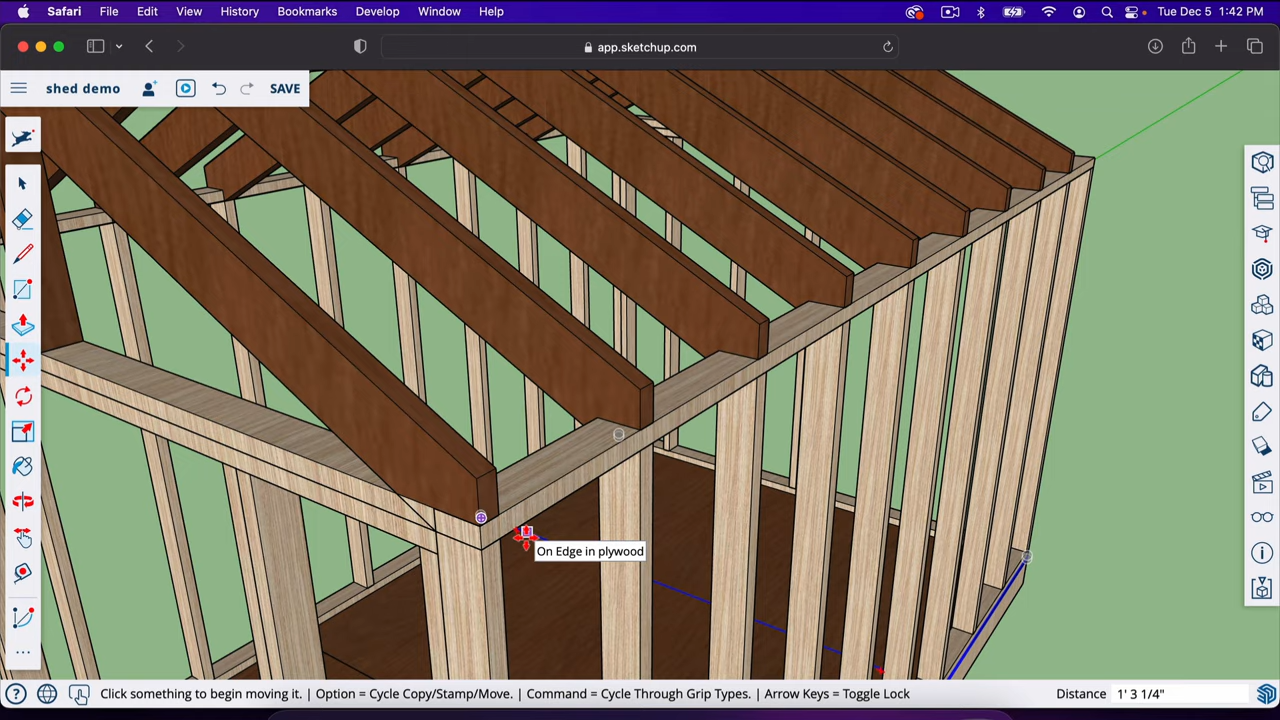 Safari File Edit View History Bookmarks Develop Window Help Tue Dec 5 1:42 PM
app.sketchup.com
shed demo SAVE
On Edge in plywood
Click something to begin moving it. | Option = Cycle Copy/Stamp/Move. | Command = Cycle Through Grip Types. | Arrow Keys = Toggle Lock Distance 1' 3 1/4"